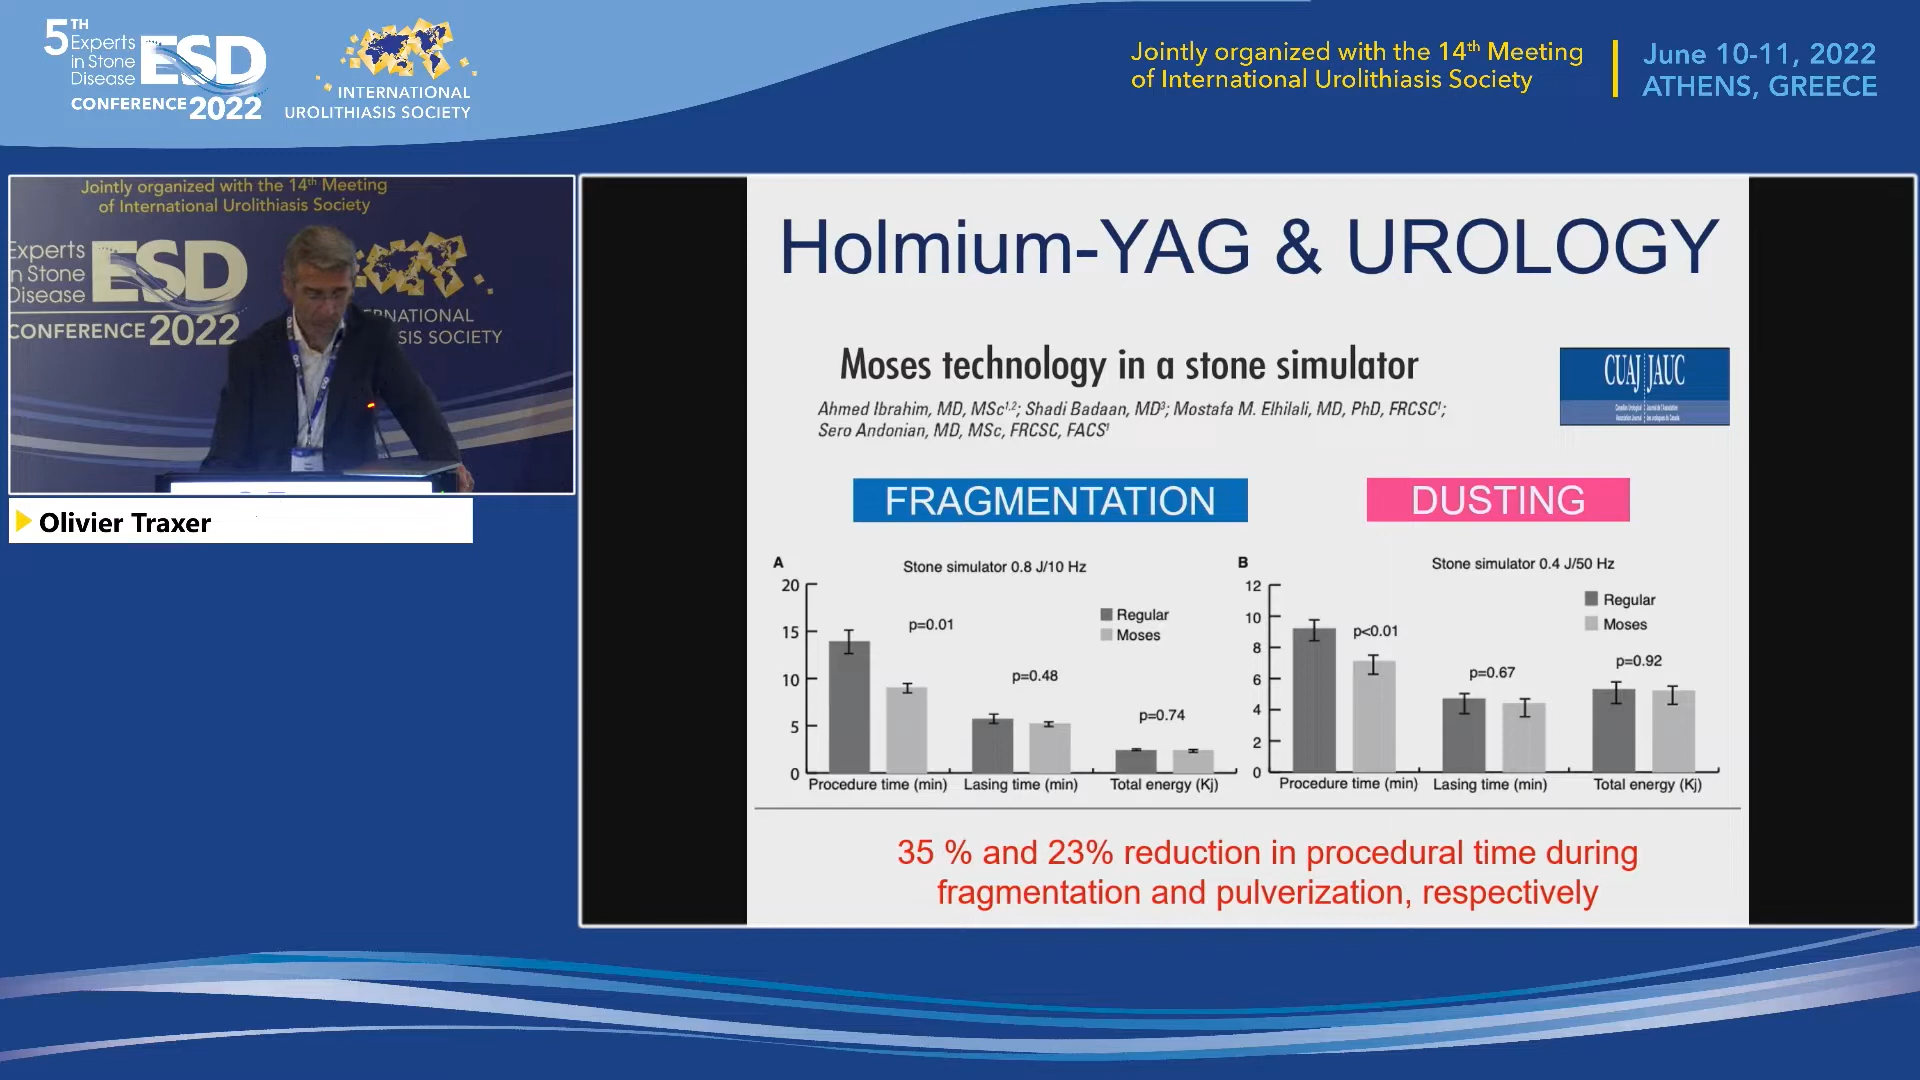 5TH
Experts
in Stone
Disease
ESD
CONFERENCE 2022
INTERNATIONAL
UROLITHIASIS SOCIETY
Jointly organized with the 14th Meeting
of International Urolithiasis Society
June 10-11, 2022
ATHENS, GREECE
Jointly organized with the 14th Meeting
of International Urolithiasis Society
Experts
n Stone
Disease
ESD
CONFERENCE 2022
ERNATIONAL
SIS SOCIETY
Olivier Traxer
Holmium-YAG & UROLOGY
Moses technology in a stone simulator
Ahmed Ibrahim, MD, MSc1,2; Shadi Badaan, MD3; Mostafa M. Elhilali, MD, PhD, FRCSC1;
Sero Andonian, MD, MSc, FRCSC, FACS1
CUAJ JAUC
FRAGMENTATION
DUSTING
A
Stone simulator 0.8 J/10 Hz
20
15
10
5
0
Regular
Moses
p=0.01
p=0.48
p=0.74
Procedure time (min) Lasing time (min) Total energy (Kj)
B
Stone simulator 0.4 J/50 Hz
12
10
8
6
4
2
0
Regular
Moses
p<0.01
p=0.67
p=0.92
Procedure time (min) Lasing time (min) Total energy (Kj)
35 % and 23% reduction in procedural time during
fragmentation and pulverization, respectively